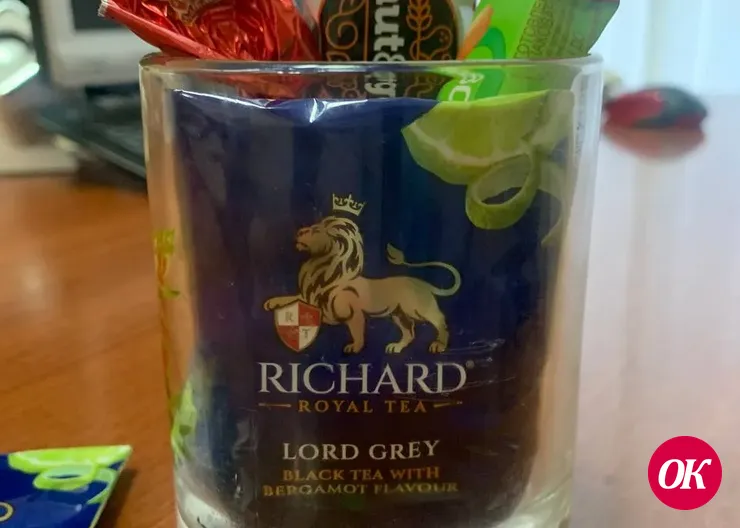 R T
RICHARD®
ROYAL TEA
LORD GREY
BLACK TEA WITH
BERGAMOT FLAVOUR
OK